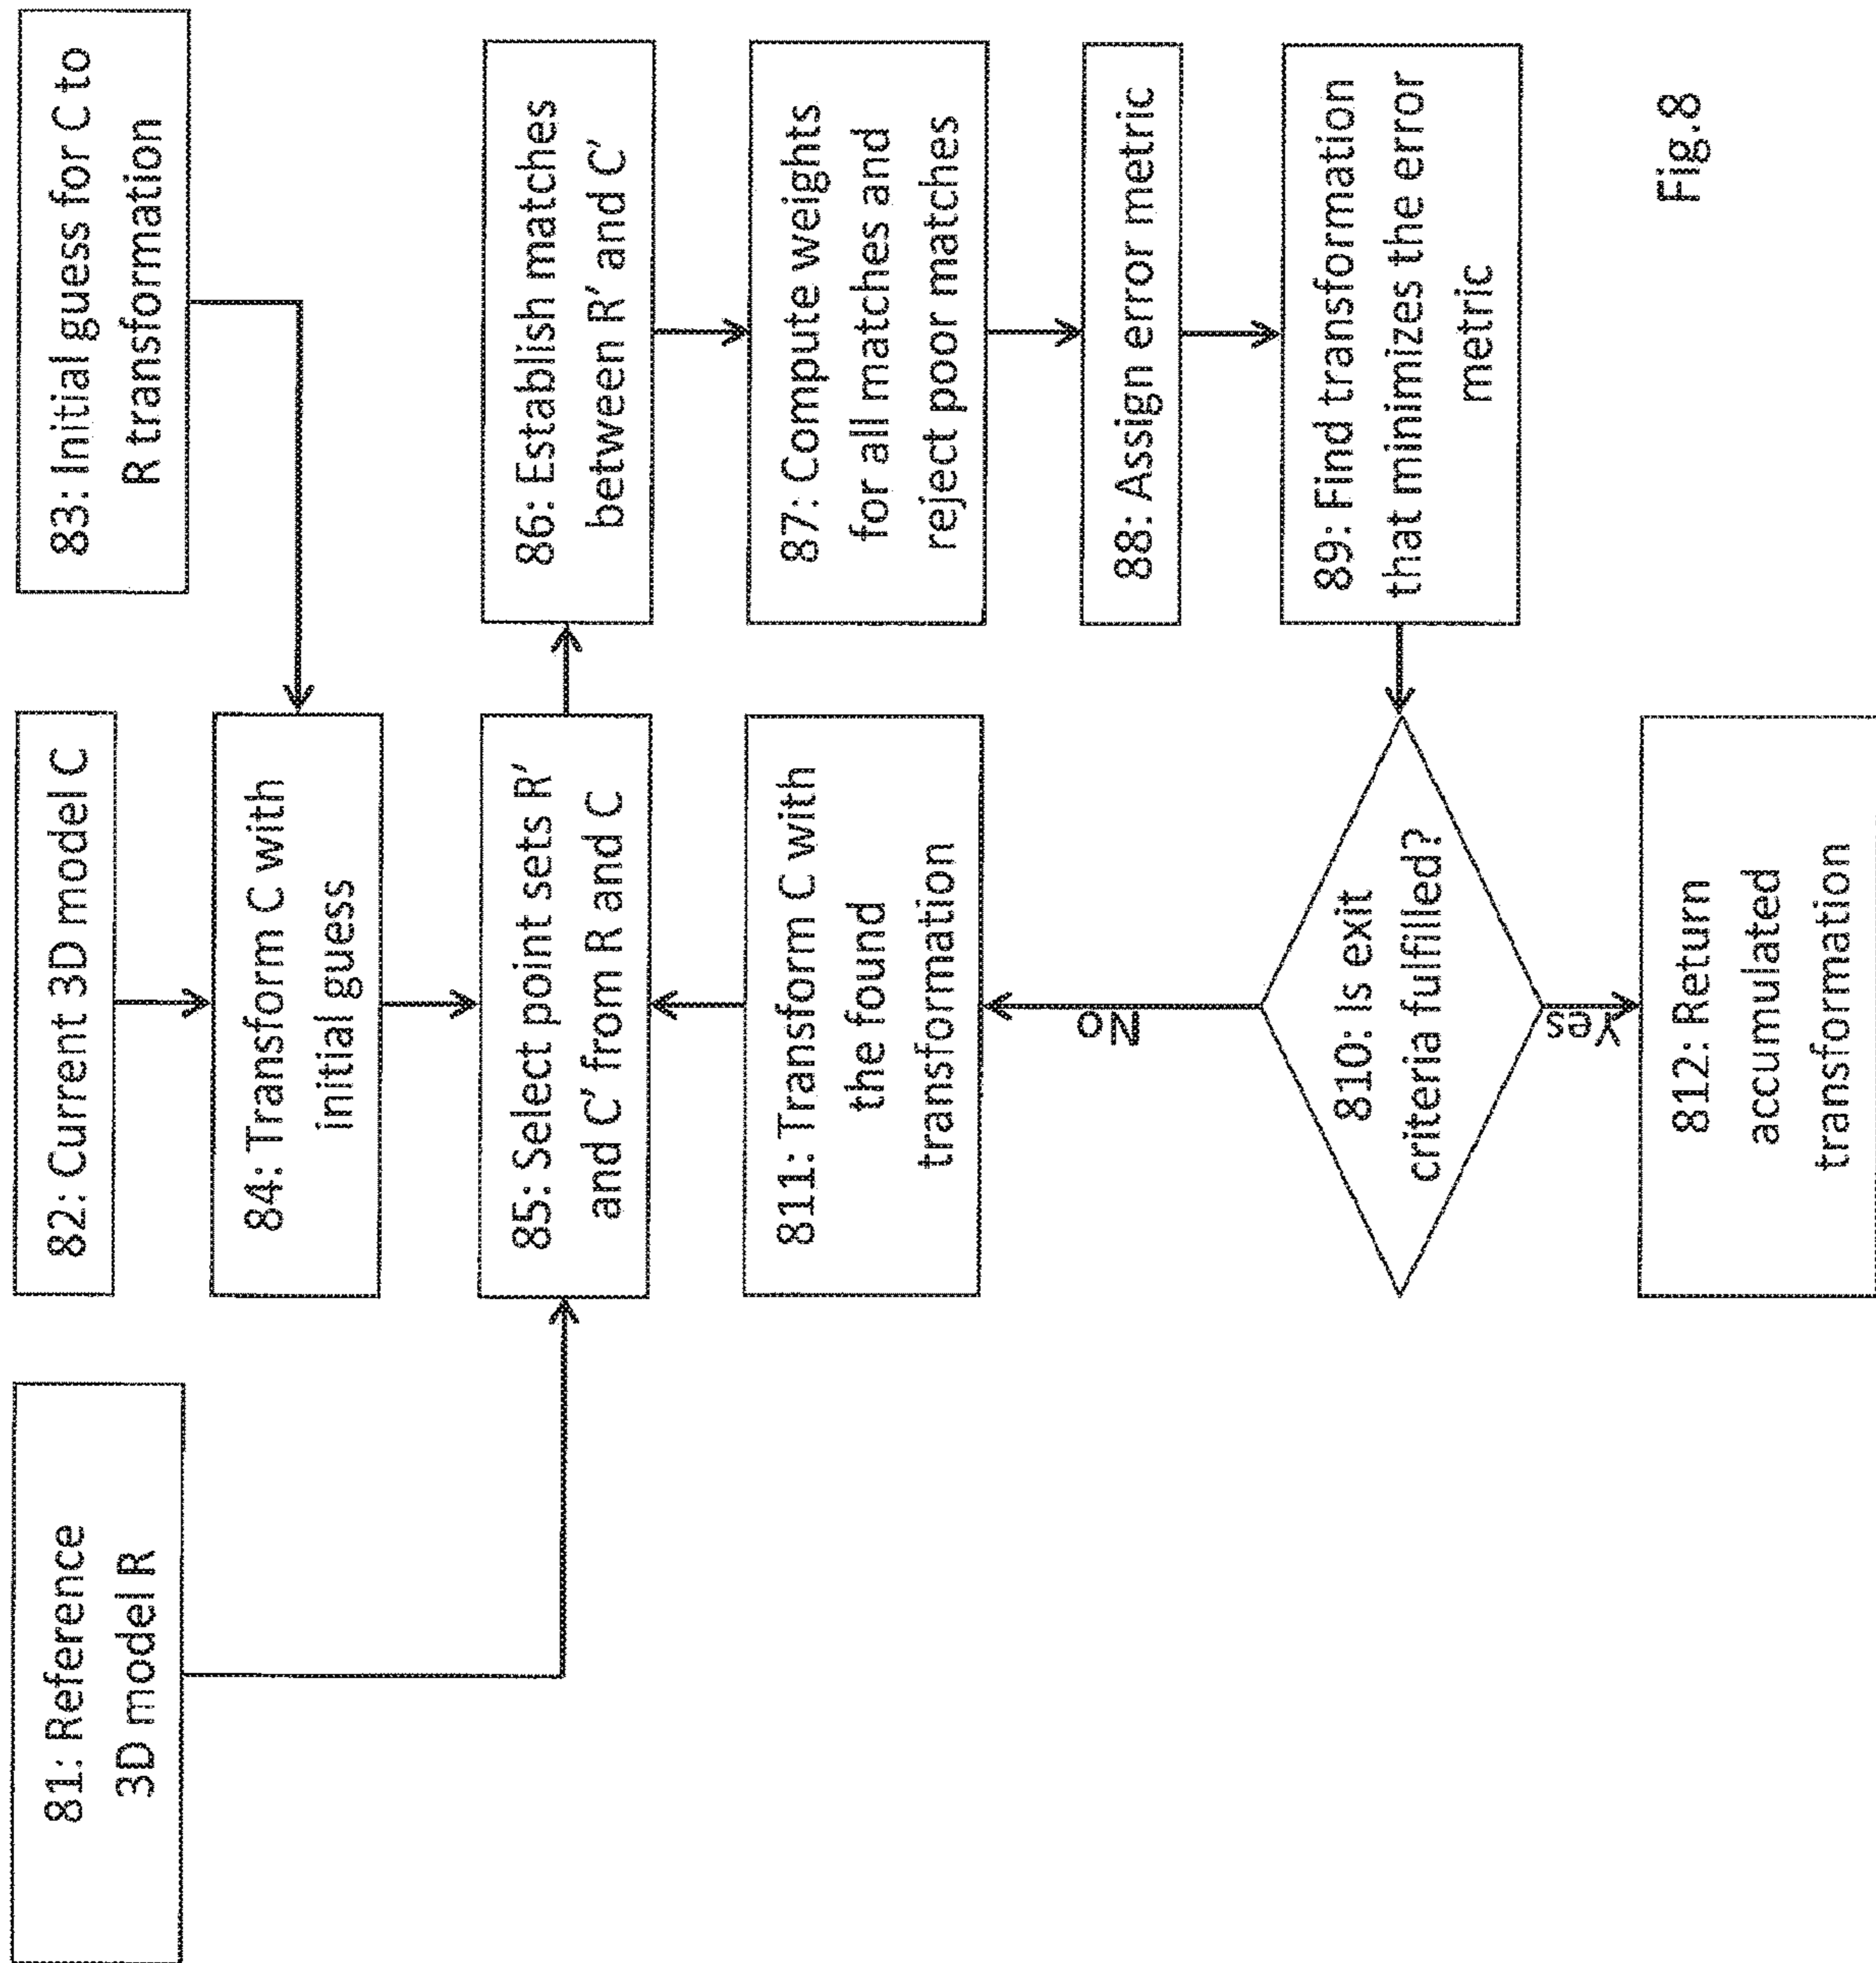 81: Reference
3D model R
82: Current 3D model C
83: Initial guess for C to
R transformation
84: Transform C with
initial guess
85: Select point sets R'
and C' from R and C
86: Establish matches
between R' and C'
87: Compute weights
for all matches and
reject poor matches
88: Assign error metric
89: Find transformation
that minimizes the error
metric
810: Is exit
criteria fulfilled?
No
811: Transform C with
the found
transformation
Yes
812: Return
accumulated
transformation
Fig.8